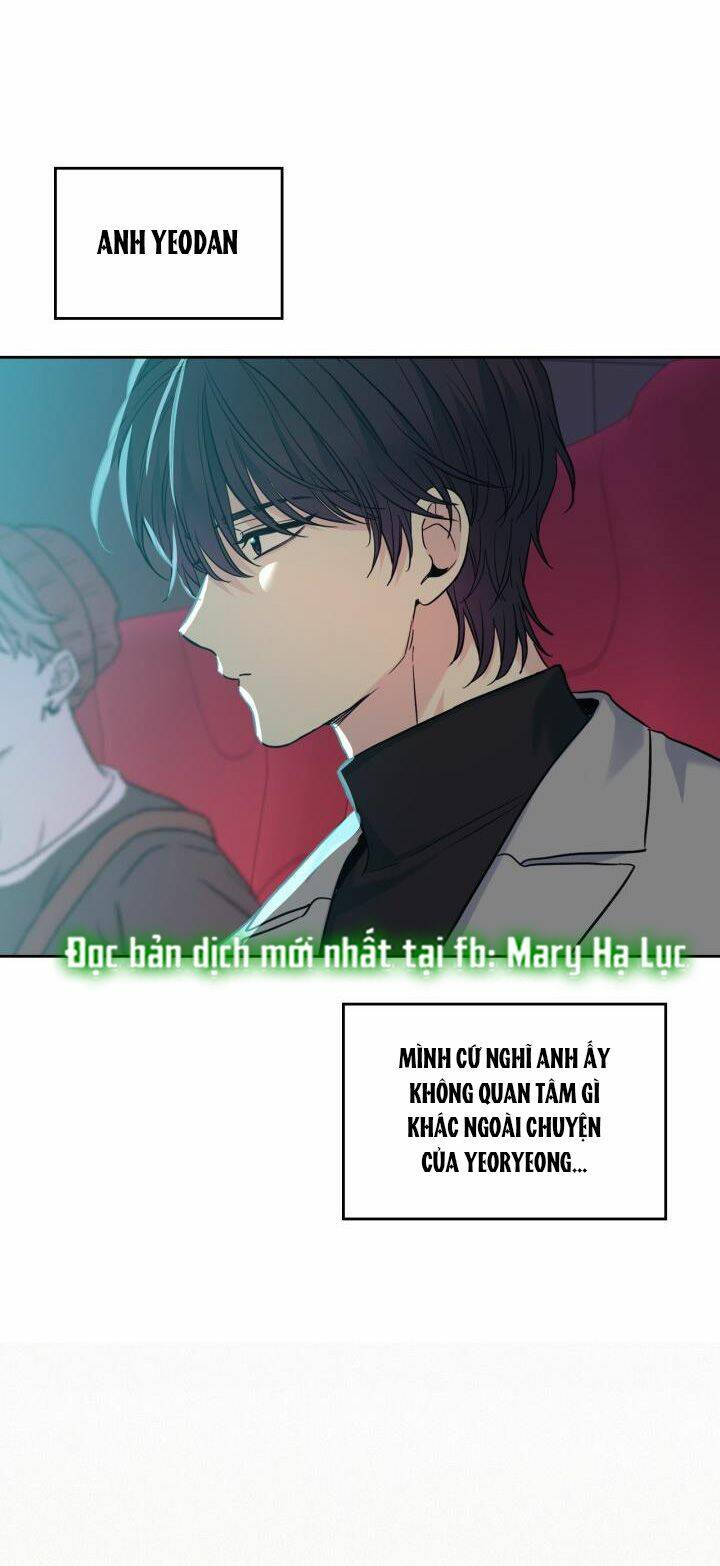 ANH YEODAN
Đọc bản dịch mới nhất tại fb: Mary Hạ Lục
MÌNH CỨ NGHĨ ANH ẤY
KHÔNG QUAN TÂM GÌ
KHÁC NGOÀI CHUYỆN
CỦA YEORYEONG...